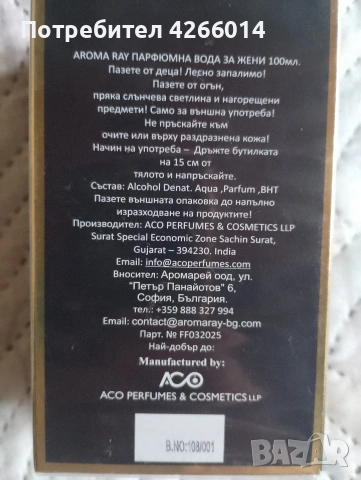 Потребител 4266014
AROMA RAY ПАРФЮМНА ВОДА ЗА ЖЕНИ 100мл.
Пазете от деца! Лесно запалимо!
Пазете от огън,
пряка слънчева светлина и нагорещени
предмети! Само за външна употреба!
Не пръскайте към
очите или върху раздразнена кожа!
Начин на употреба – Дръжте бутилката
на 15 см от
тялото и напръскайте.
Състав: Alcohol Denat. Aqua ,Parfum ,BHT
Пазете външната опаковка до напълно
изразходване на продуктите!
Производител: ACO PERFUMES & COSMETICS LLP
Surat Special Economic Zone Sachin Surat,
Gujarat – 394230. India
Email: info@acoperfumes.com
Вносител: Аромарей оод, ул.
"Петър Панайотов" 6,
София, България.
тел.: +359 888 327 994
Email: contact@aromaray-bg.com
Парт. № FF032025
Най-добър до:
Manufactured by:
ACO
ACO PERFUMES & COSMETICS LLP
B.NO:108/001
BAZAR